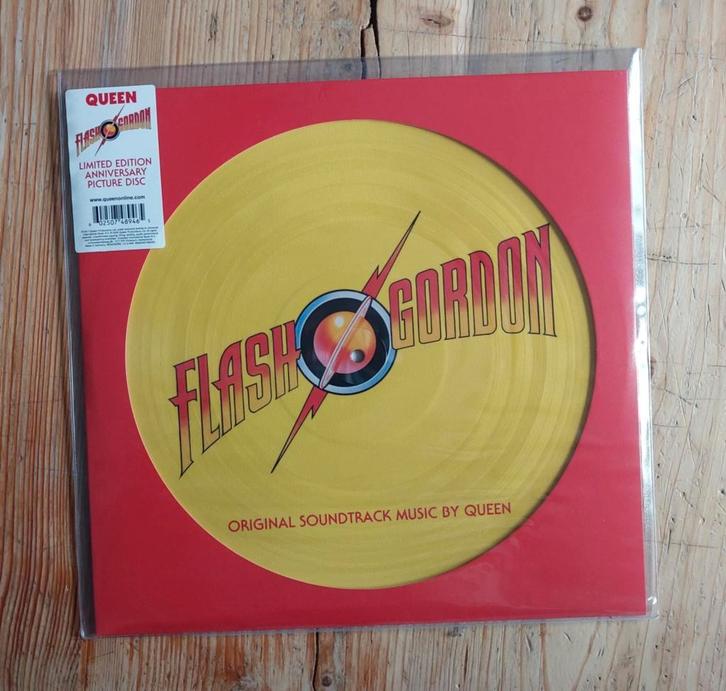 QUEEN
FLASH GORDON
LIMITED EDITION
ANNIVERSARY
PICTURE DISC
www.queenonline.com
FLASH GORDON
ORIGINAL SOUNDTRACK MUSIC BY QUEEN